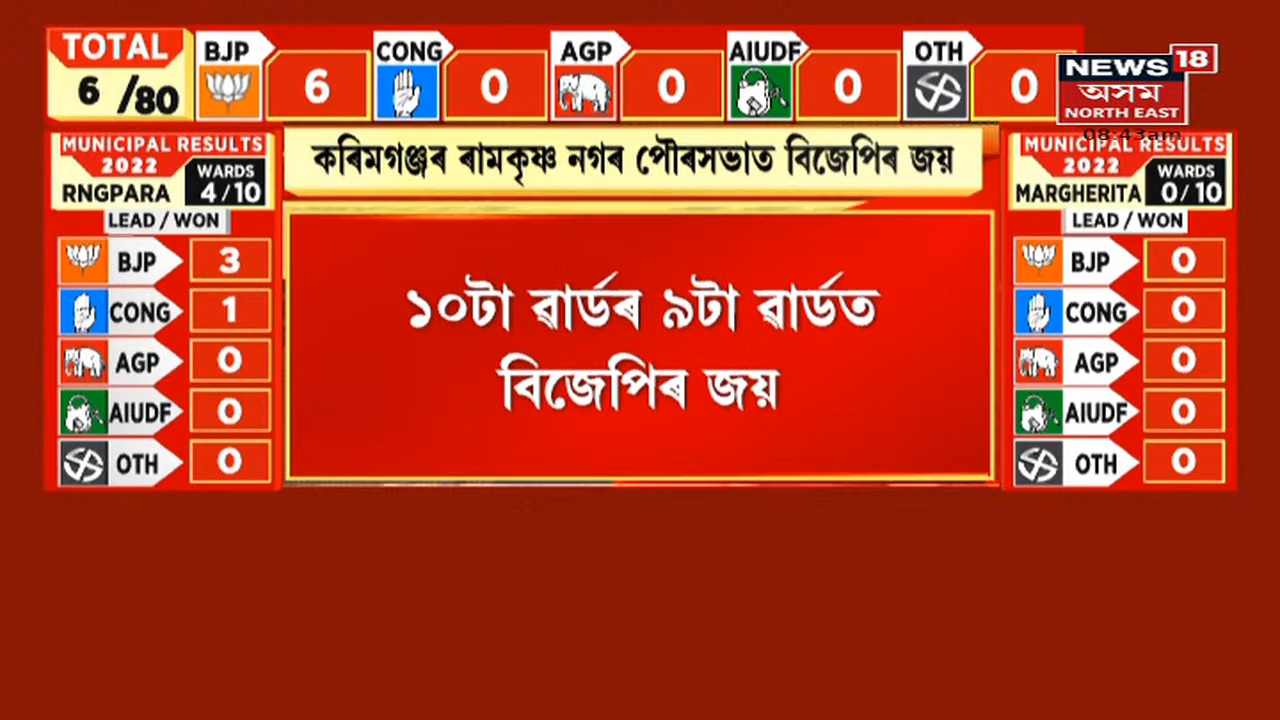 TOTAL
6 /80
BJP 6
CONG 0
AGP 0
AIUDF 0
OTH 0
NEWS 18
অসম
NORTH EAST
08:43am
MUNICIPAL RESULTS
2022
RNGPARA
WARDS
4/10
LEAD / WON
BJP 3
CONG 1
AGP 0
AIUDF 0
OTH 0
কৰিমগঞ্জৰ ৰামকৃষ্ণ নগৰ পৌৰসভাত বিজেপিৰ জয়
১০টা ৱাৰ্ডৰ ৯টা ৱাৰ্ডত
বিজেপিৰ জয়
MUNICIPAL RESULTS
2022
MARGHERITA
WARDS
0/10
LEAD / WON
BJP 0
CONG 0
AGP 0
AIUDF 0
OTH 0